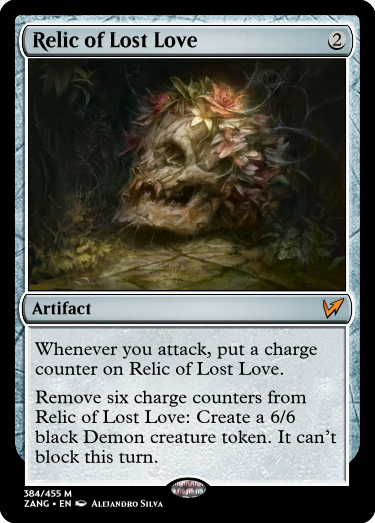 Relic of Lost Love 2
Artifact
Whenever you attack, put a charge
counter on Relic of Lost Love.
Remove six charge counters from
Relic of Lost Love: Create a 6/6
black Demon creature token. It can't
block this turn.
384/455 M
ZANG • EN Alejandro Silva